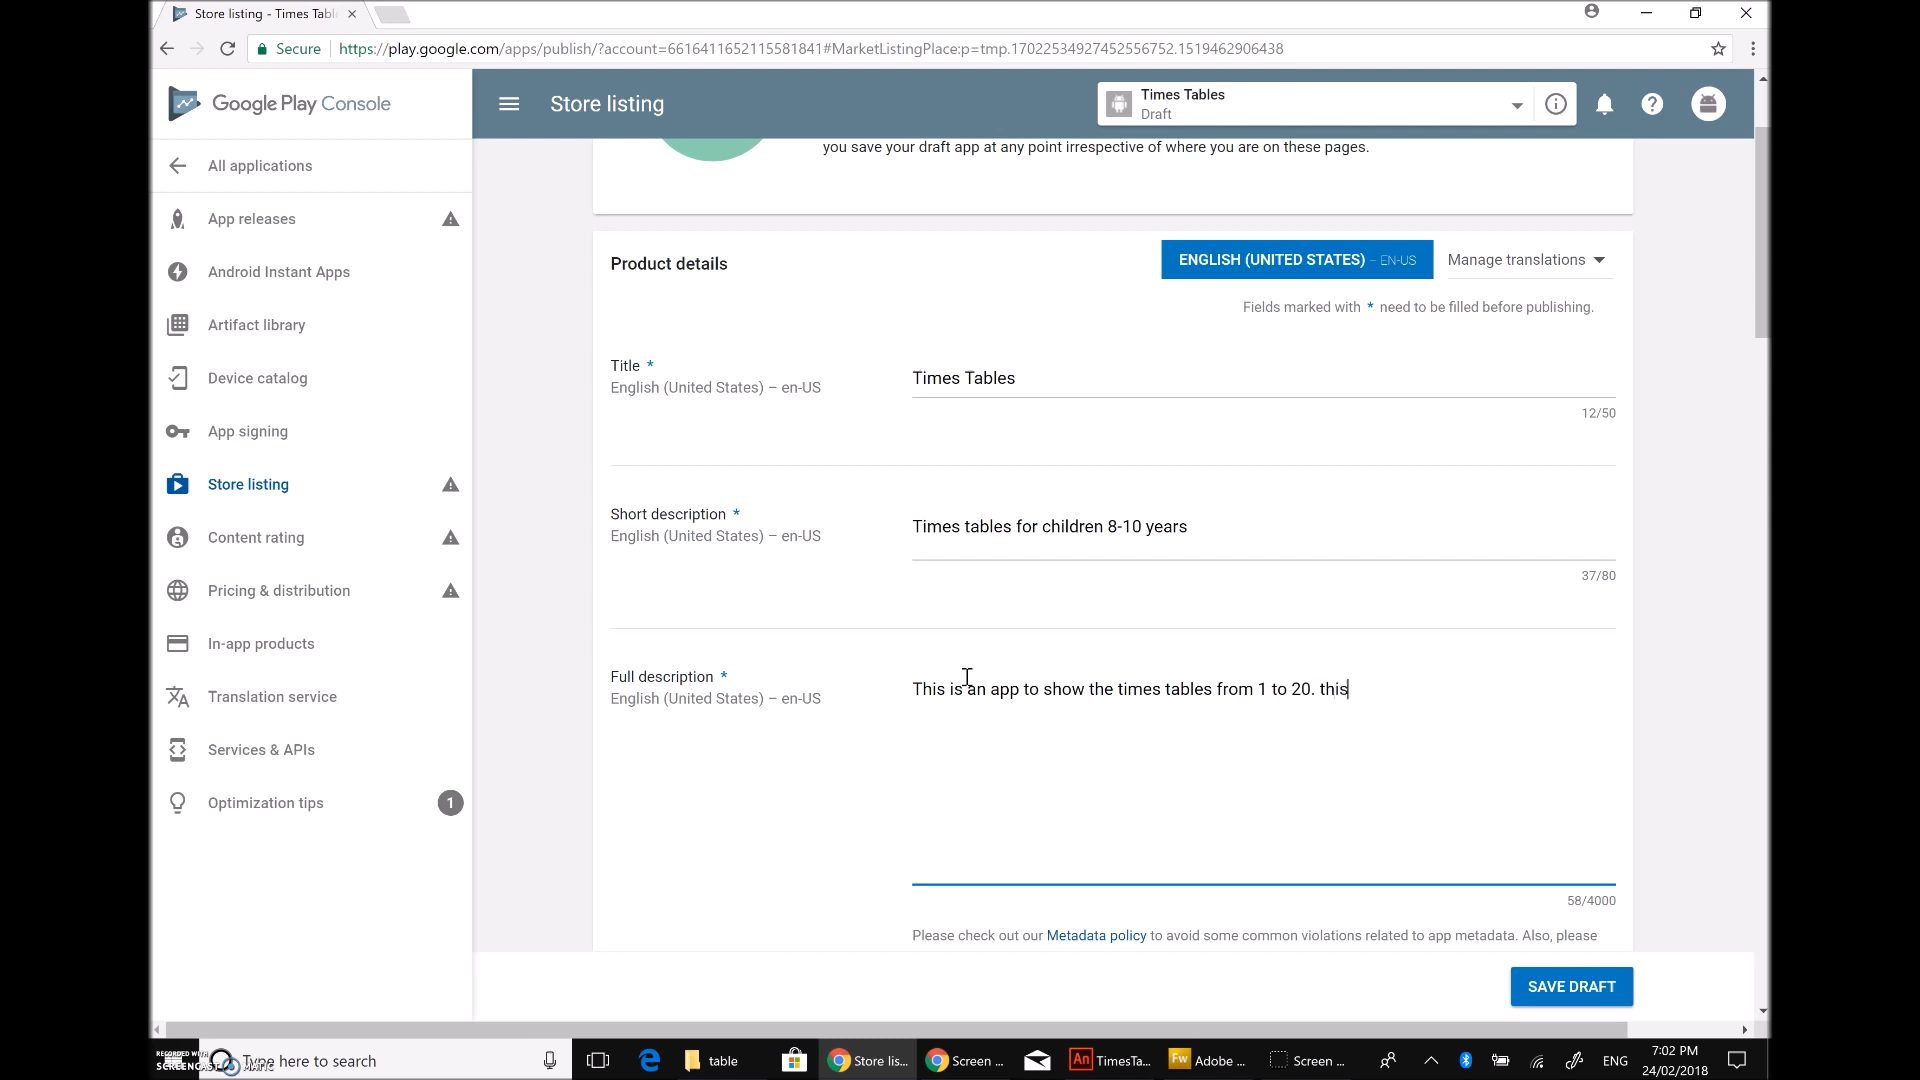 Store listing - Times Tabl
Secure
https://play.google.com/apps/publish/?account=6616411652115581841#MarketListingPlace:p=tmp.17022534927452556752.1519462906438
Google Play Console
Store listing
Times Tables
Draft
All applications
App releases
Android Instant Apps
Artifact library
Device catalog
App signing
Store listing
Content rating
Pricing & distribution
In-app products
Translation service
Services & APIs
Optimization tips
1
you save your draft app at any point irrespective of where you are on these pages.
Product details
ENGLISH (UNITED STATES) – EN-US
Manage translations
Fields marked with * need to be filled before publishing.
Title *
English (United States) – en-US
Times Tables
12/50
Short description *
English (United States) – en-US
Times tables for children 8-10 years
37/80
Full description *
English (United States) – en-US
This is an app to show the times tables from 1 to 20. this
58/4000
Please check out our Metadata policy to avoid some common violations related to app metadata. Also, please
SAVE DRAFT
RECORDED WITH
Type here to search
table
Store lis...
Screen ...
An
TimesTa...
Fw
Adobe ...
Screen ...
ENG
7:02 PM
24/02/2018